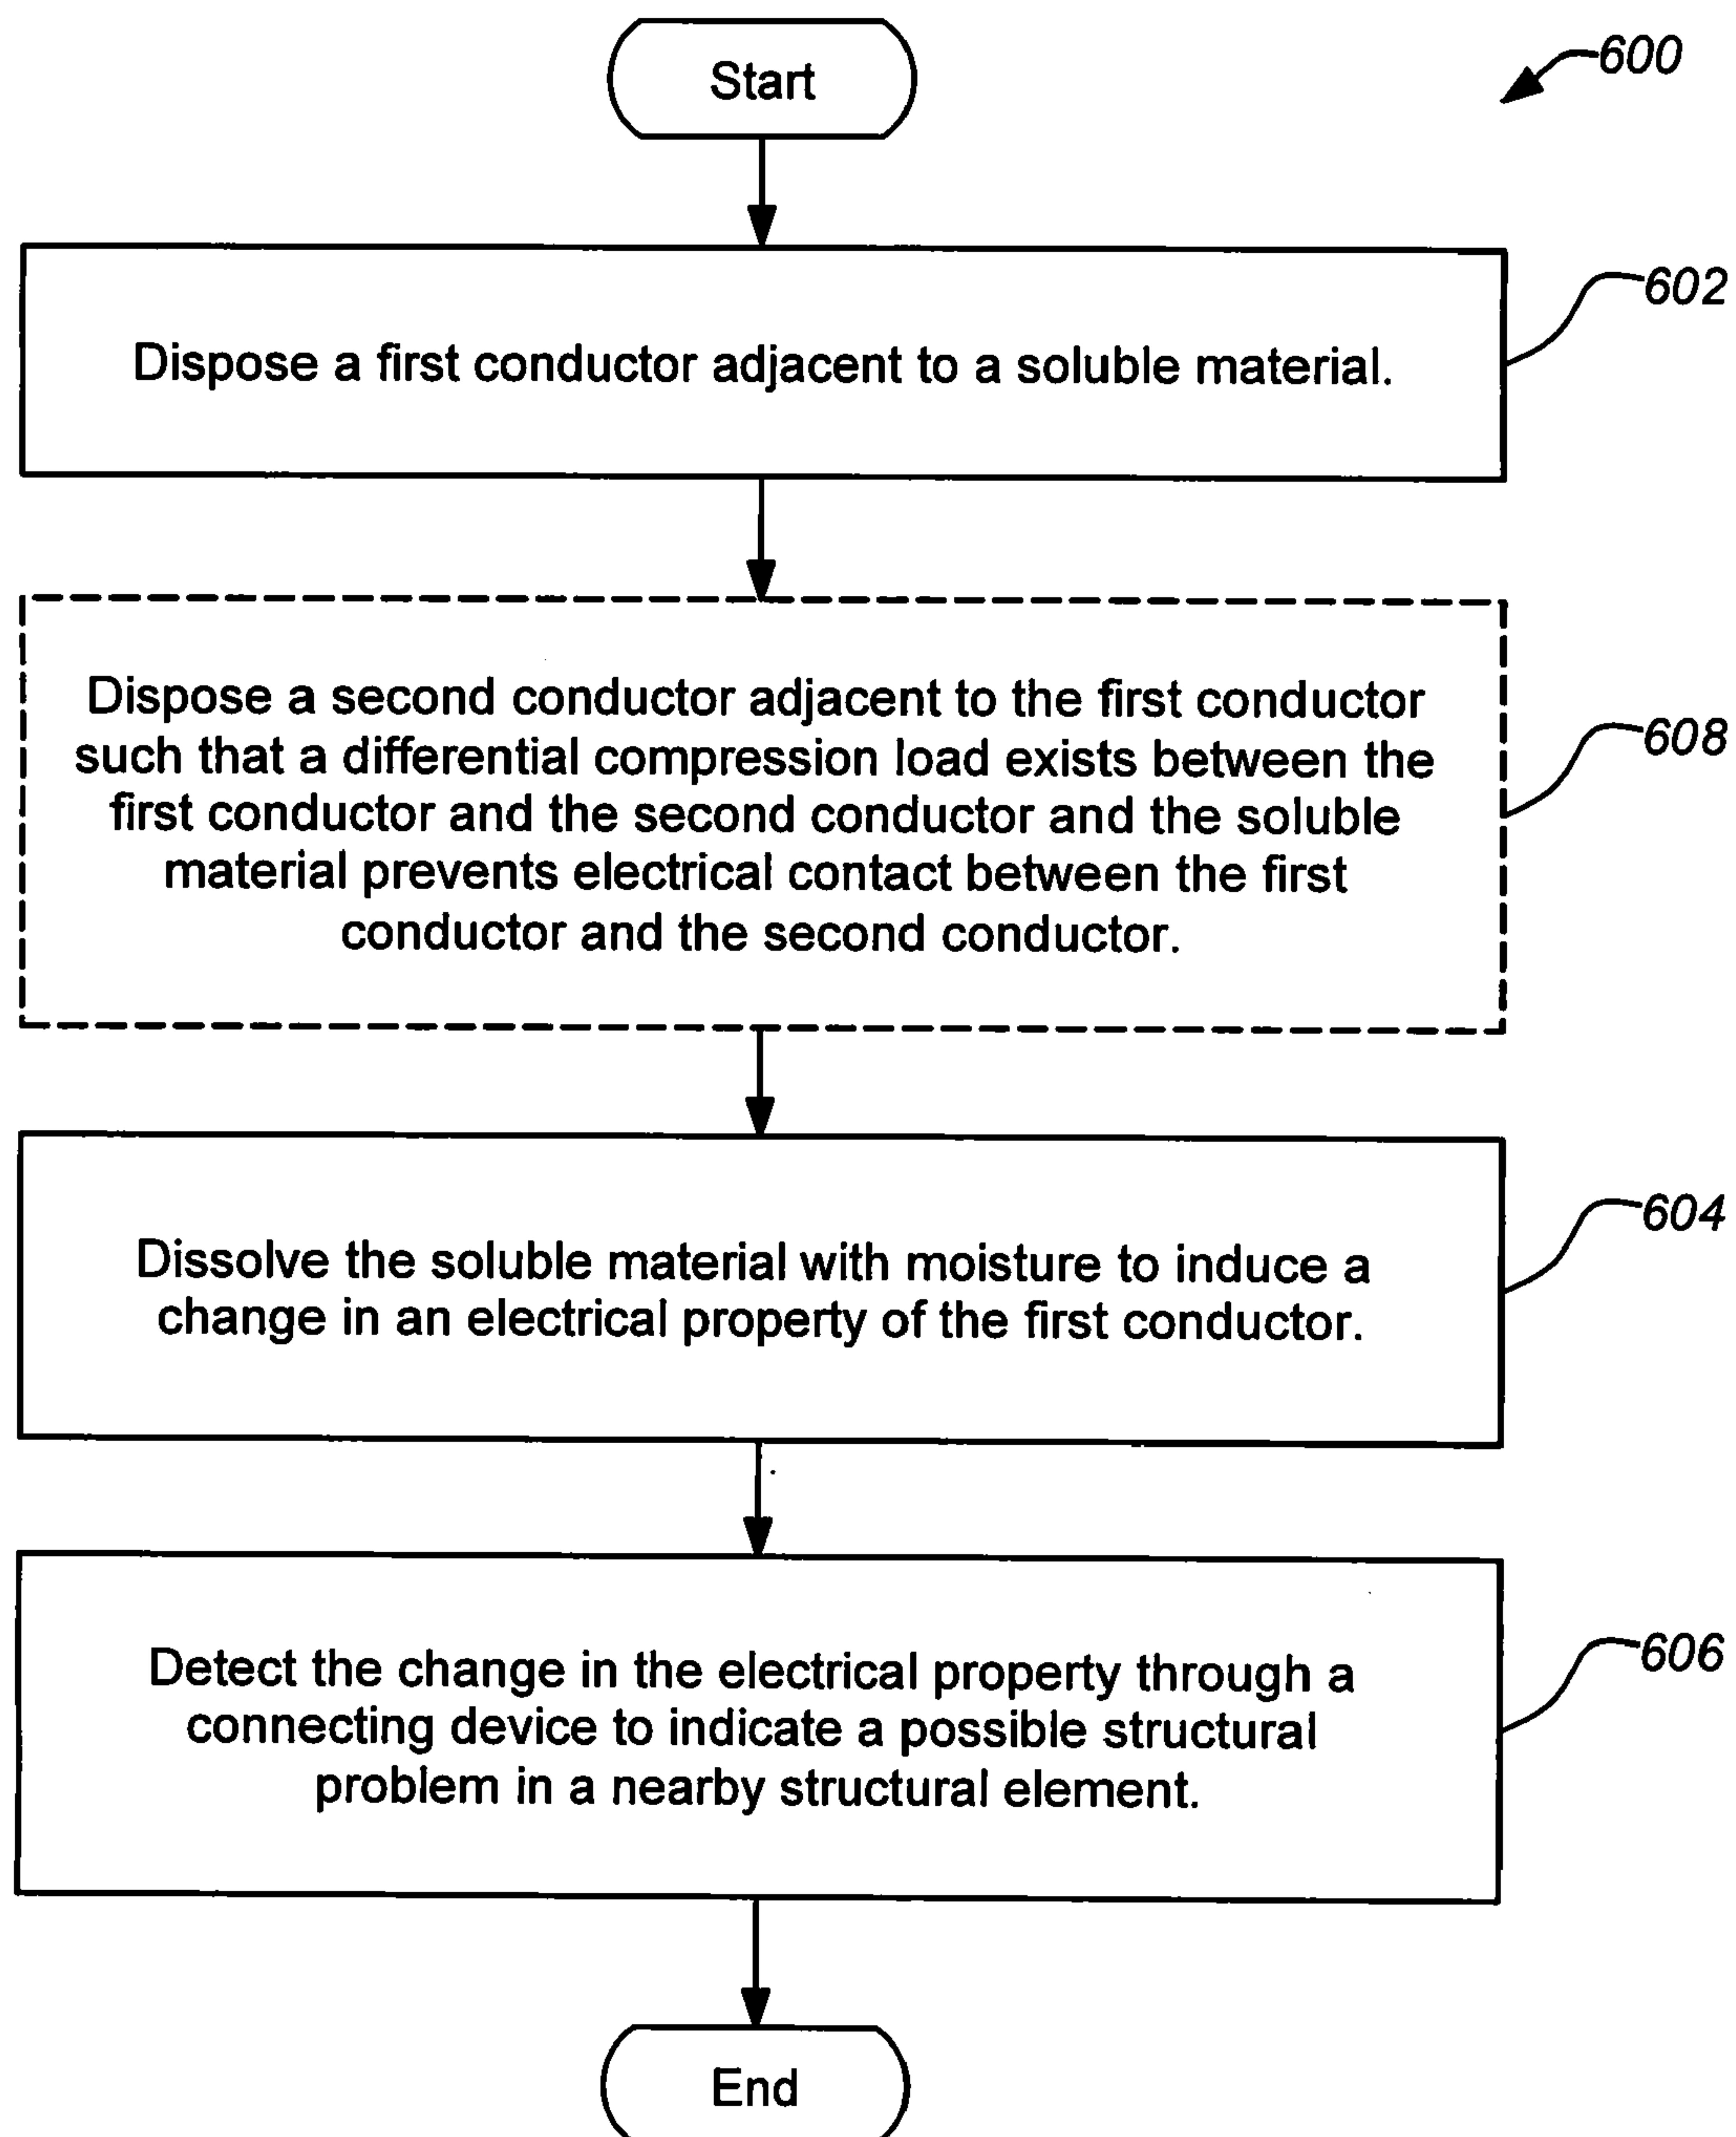 Start
600
Dispose a first conductor adjacent to a soluble material.
602
Dispose a second conductor adjacent to the first conductor
such that a differential compression load exists between the
first conductor and the second conductor and the soluble
material prevents electrical contact between the first
conductor and the second conductor.
608
Dissolve the soluble material with moisture to induce a
change in an electrical property of the first conductor.
604
Detect the change in the electrical property through a
connecting device to indicate a possible structural
problem in a nearby structural element.
606
End